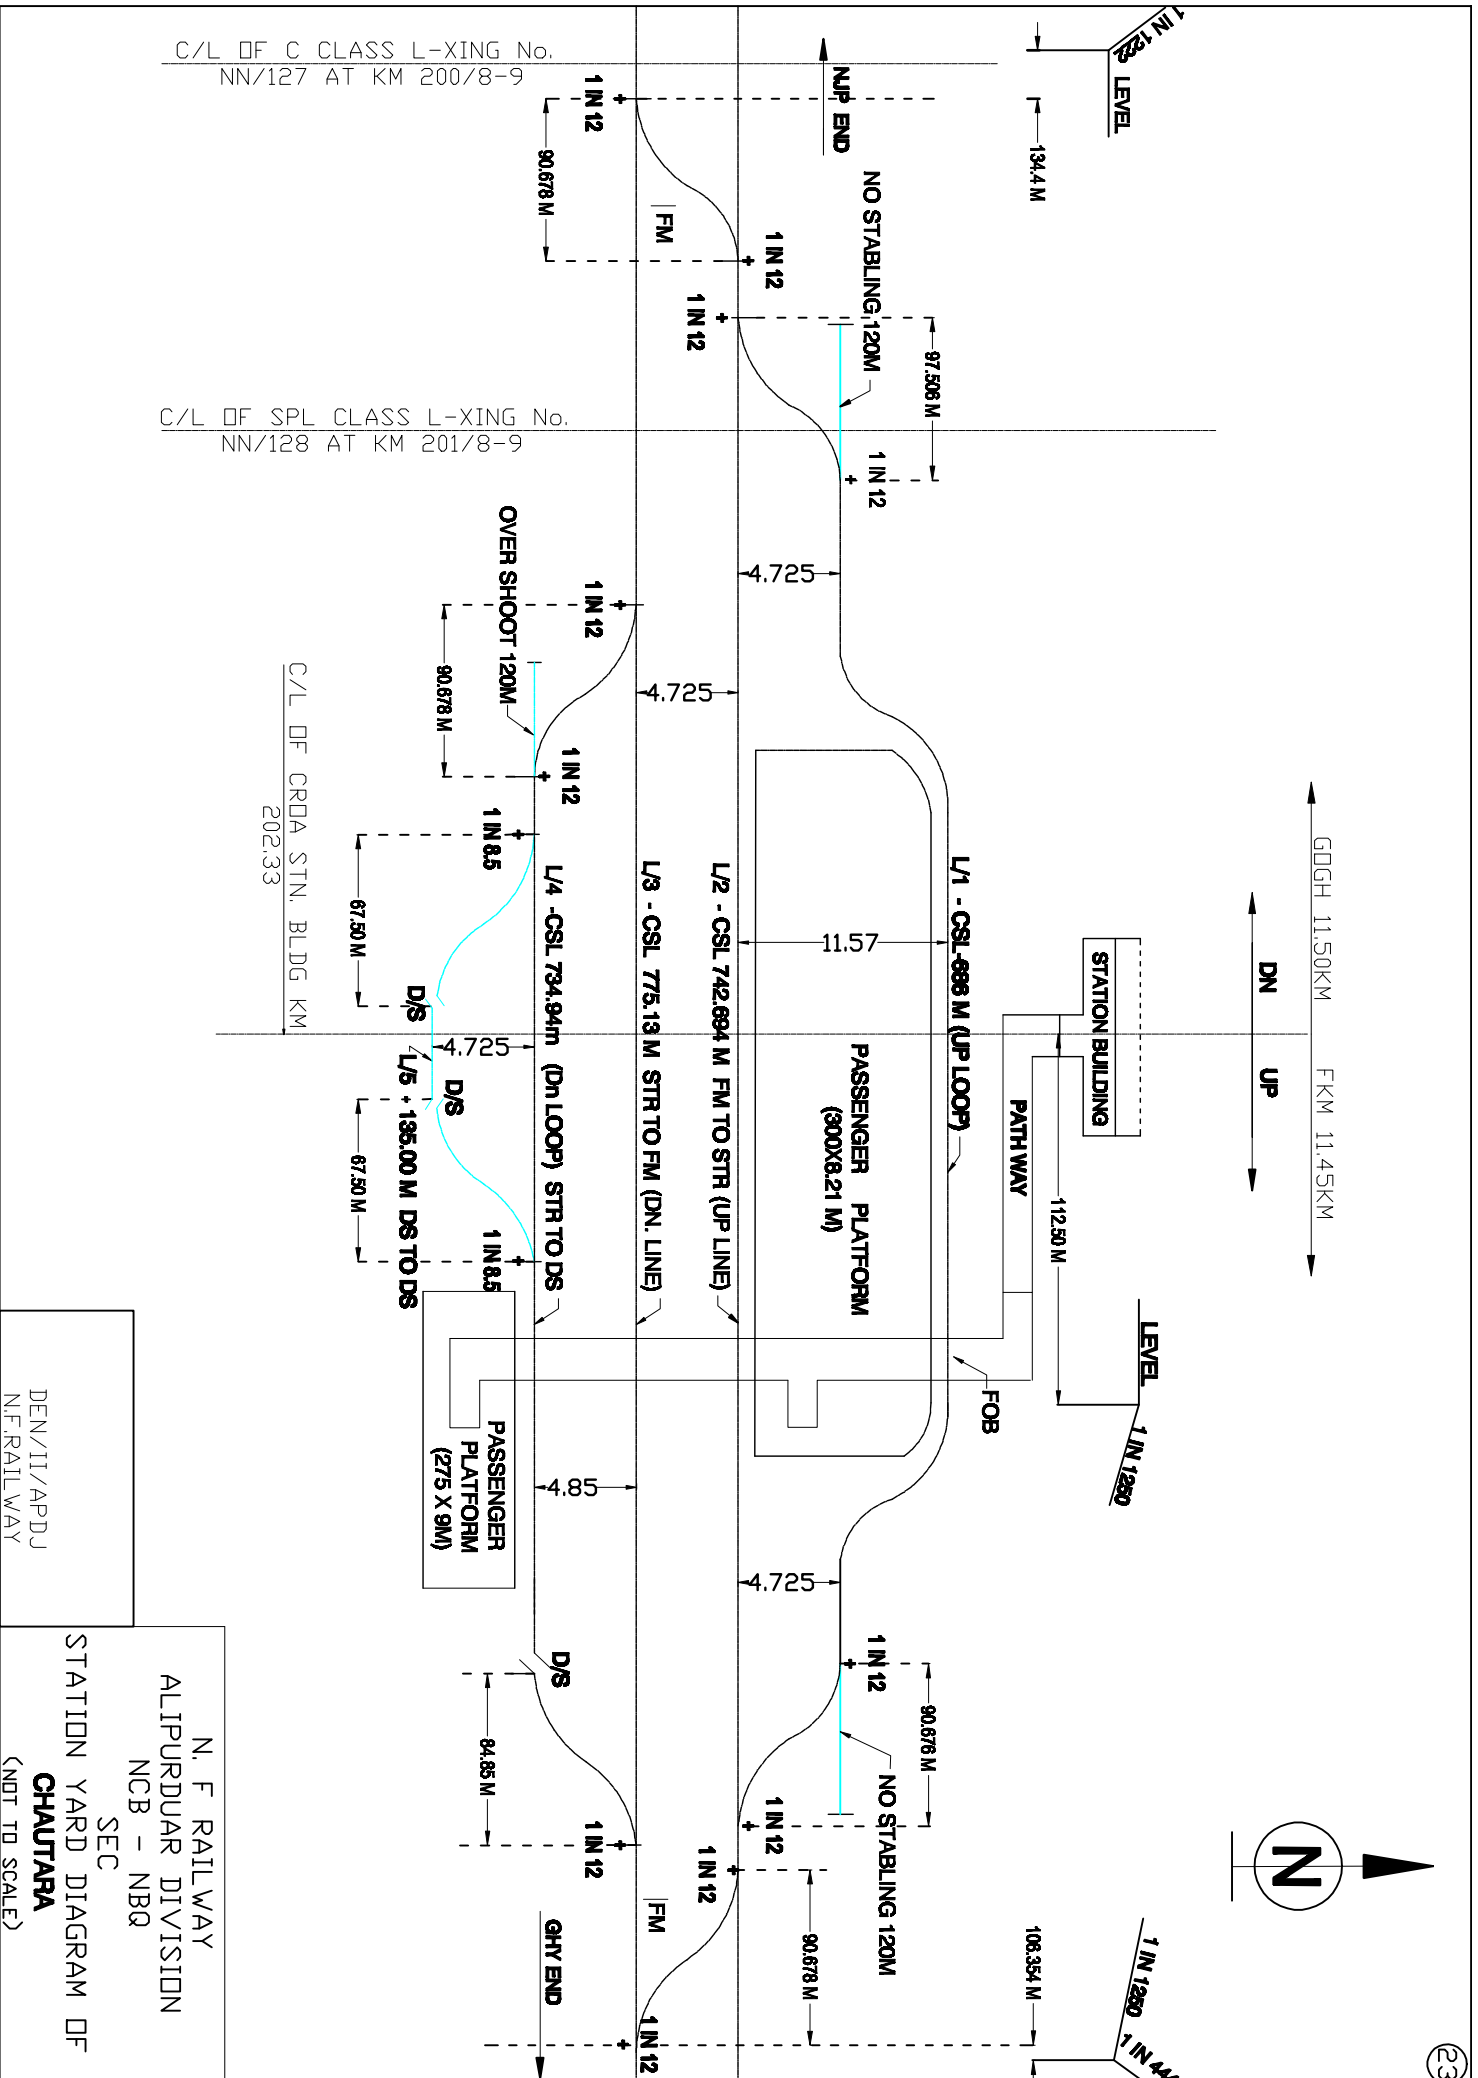 C/L OF C CLASS L-XING No.
NN/127 AT KM 200/8-9
C/L OF SPL CLASS L-XING No.
NN/128 AT KM 201/8-9
C/L OF CROA STN. BLDG KM
202.33
LEVEL
134.4 M
NJP END
1 IN 12
90.678 M
FM
1 IN 12
1 IN 12
NO STABLING 120M
97.506 M
1 IN 12
4.725
OVER SHOOT 120M
1 IN 12
90.678 M
4.725
1 IN 12
1 IN 8.5
67.50 M
D/S
4.725
D/S
L/5 - 135.00 M DS TO DS
67.50 M
1 IN 8.5
GOGH 11.50KM
FKM 11.45KM
DN
UP
STATION BUILDING
PATH WAY
112.50 M
LEVEL
1 IN 1250
L/1 - CSL-686 M (UP LOOP)
11.57
PASSENGER PLATFORM
(300X8.21 M)
L/2 - CSL 742.694 M FM TO STR (UP LINE)
L/3 - CSL 775.13 M STR TO FM (DN. LINE)
L/4 -CSL 734.94m (Dn LOOP) STR TO DS
FOB
PASSENGER
PLATFORM
(275 X 9M)
4.85
4.725
1 IN 12
90.676 M
NO STABLING 120M
D/S
84.85 M
1 IN 12
1 IN 12
1 IN 12
90.678 M
FM
GHY END
1 IN 12
106.354 M
1 IN 1250
N
23
DEN/II/APDJ
N.F.RAILWAY
N. F RAILWAY
ALIPURDUAR DIVISION
NCB - NBQ
SEC
STATION YARD DIAGRAM OF
CHAUTARA
(NOT TO SCALE)